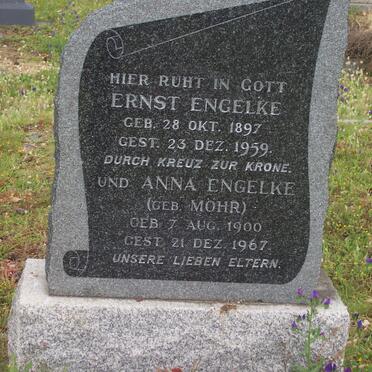 HIER RUHT IN GOTT
ERNST ENGELKE
GEB. 28 OKT. 1897
GEST. 23 DEZ. 1959.
DURCH KREUZ ZUR KRONE.
UND ANNA ENGELKE
(GEB. MOHR)
GEB 7 AUG. 1900
GEST. 21 DEZ. 1967.
UNSERE LIEBEN ELTERN.